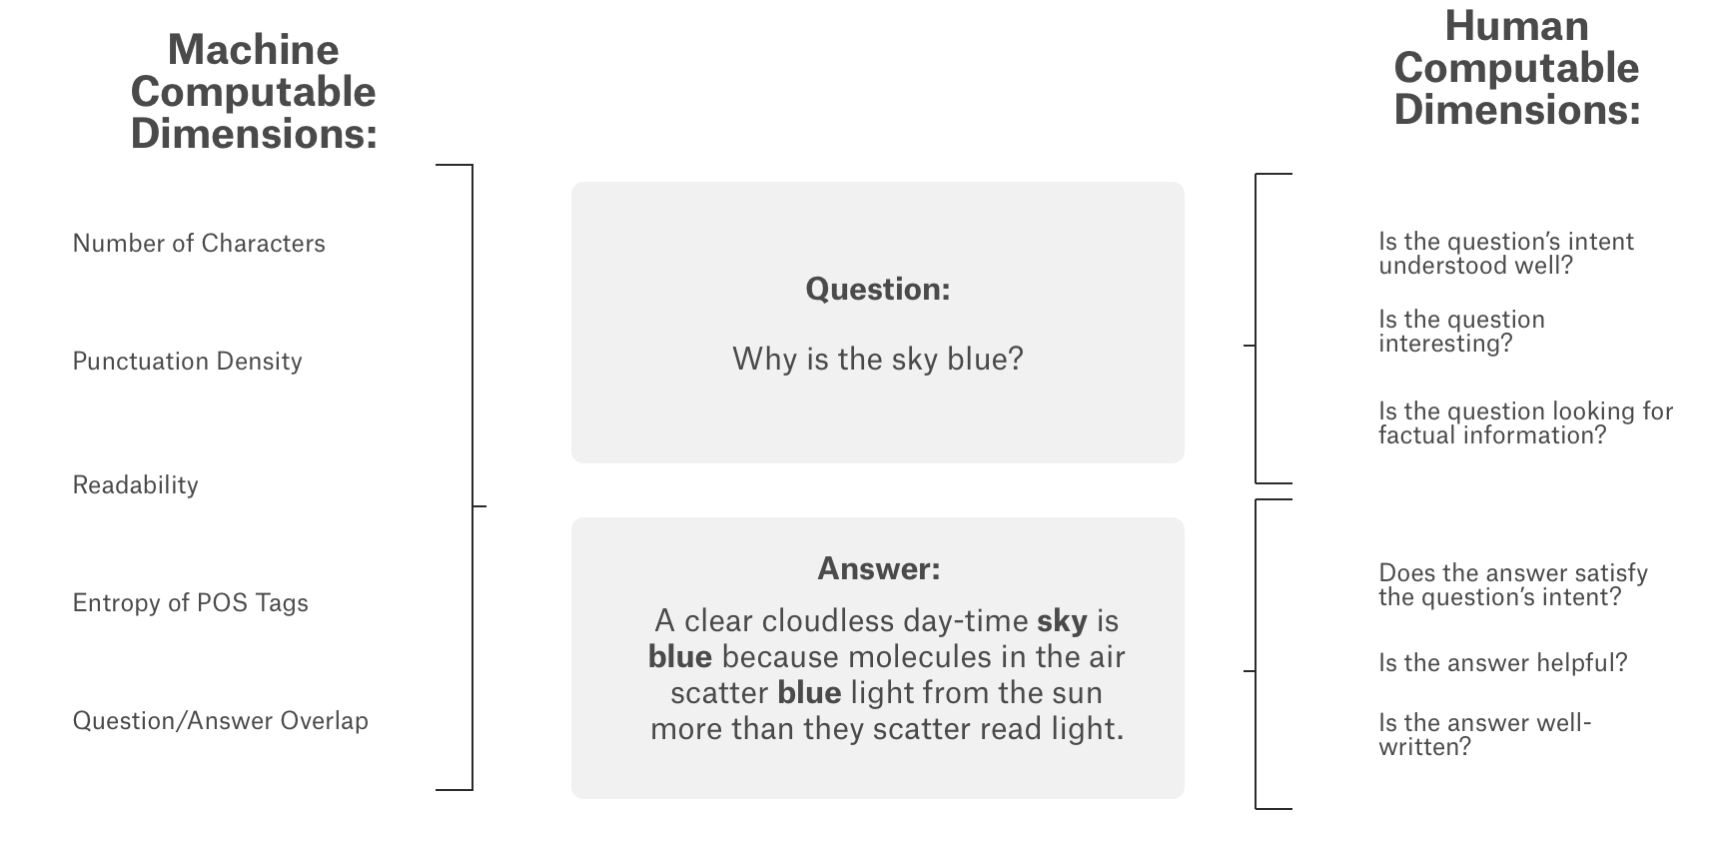 Machine
Computable
Dimensions:
Number of Characters
Punctuation Density
Readability
Entropy of POS Tags
Question/Answer Overlap
Question:
Why is the sky blue?
Answer:
A clear cloudless day-time sky is
blue because molecules in the air
scatter blue light from the sun
more than they scatter read light.
Human
Computable
Dimensions:
Is the question’s intent
understood well?
Is the question
interesting?
Is the question looking for
factual information?
Does the answer satisfy
the question’s intent?
Is the answer helpful?
Is the answer well-
written?